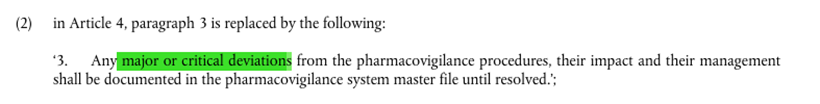 (2) in Article 4, paragraph 3 is replaced by the following:
‘3. Any major or critical deviations from the pharmacovigilance procedures, their impact and their management
shall be documented in the pharmacovigilance system master file until resolved.’;